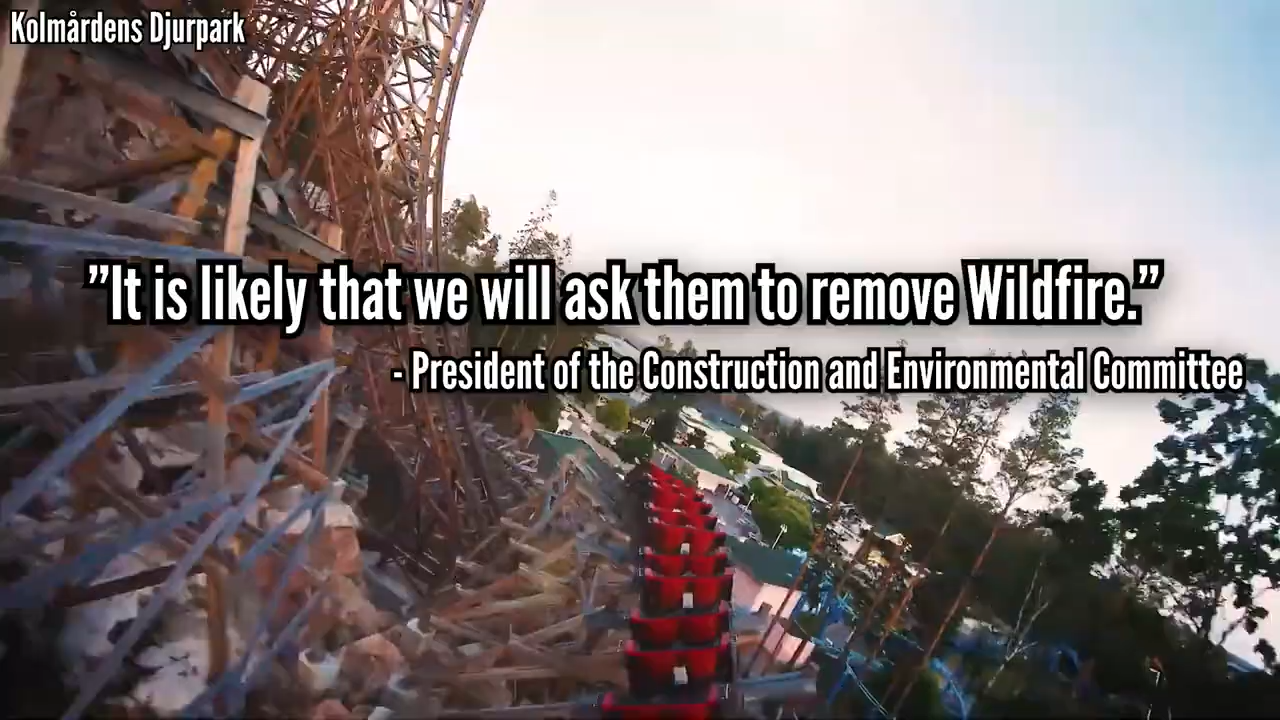 Kolmårdens Djurpark
”It is likely that we will ask them to remove Wildfire.”
- President of the Construction and Environmental Committee